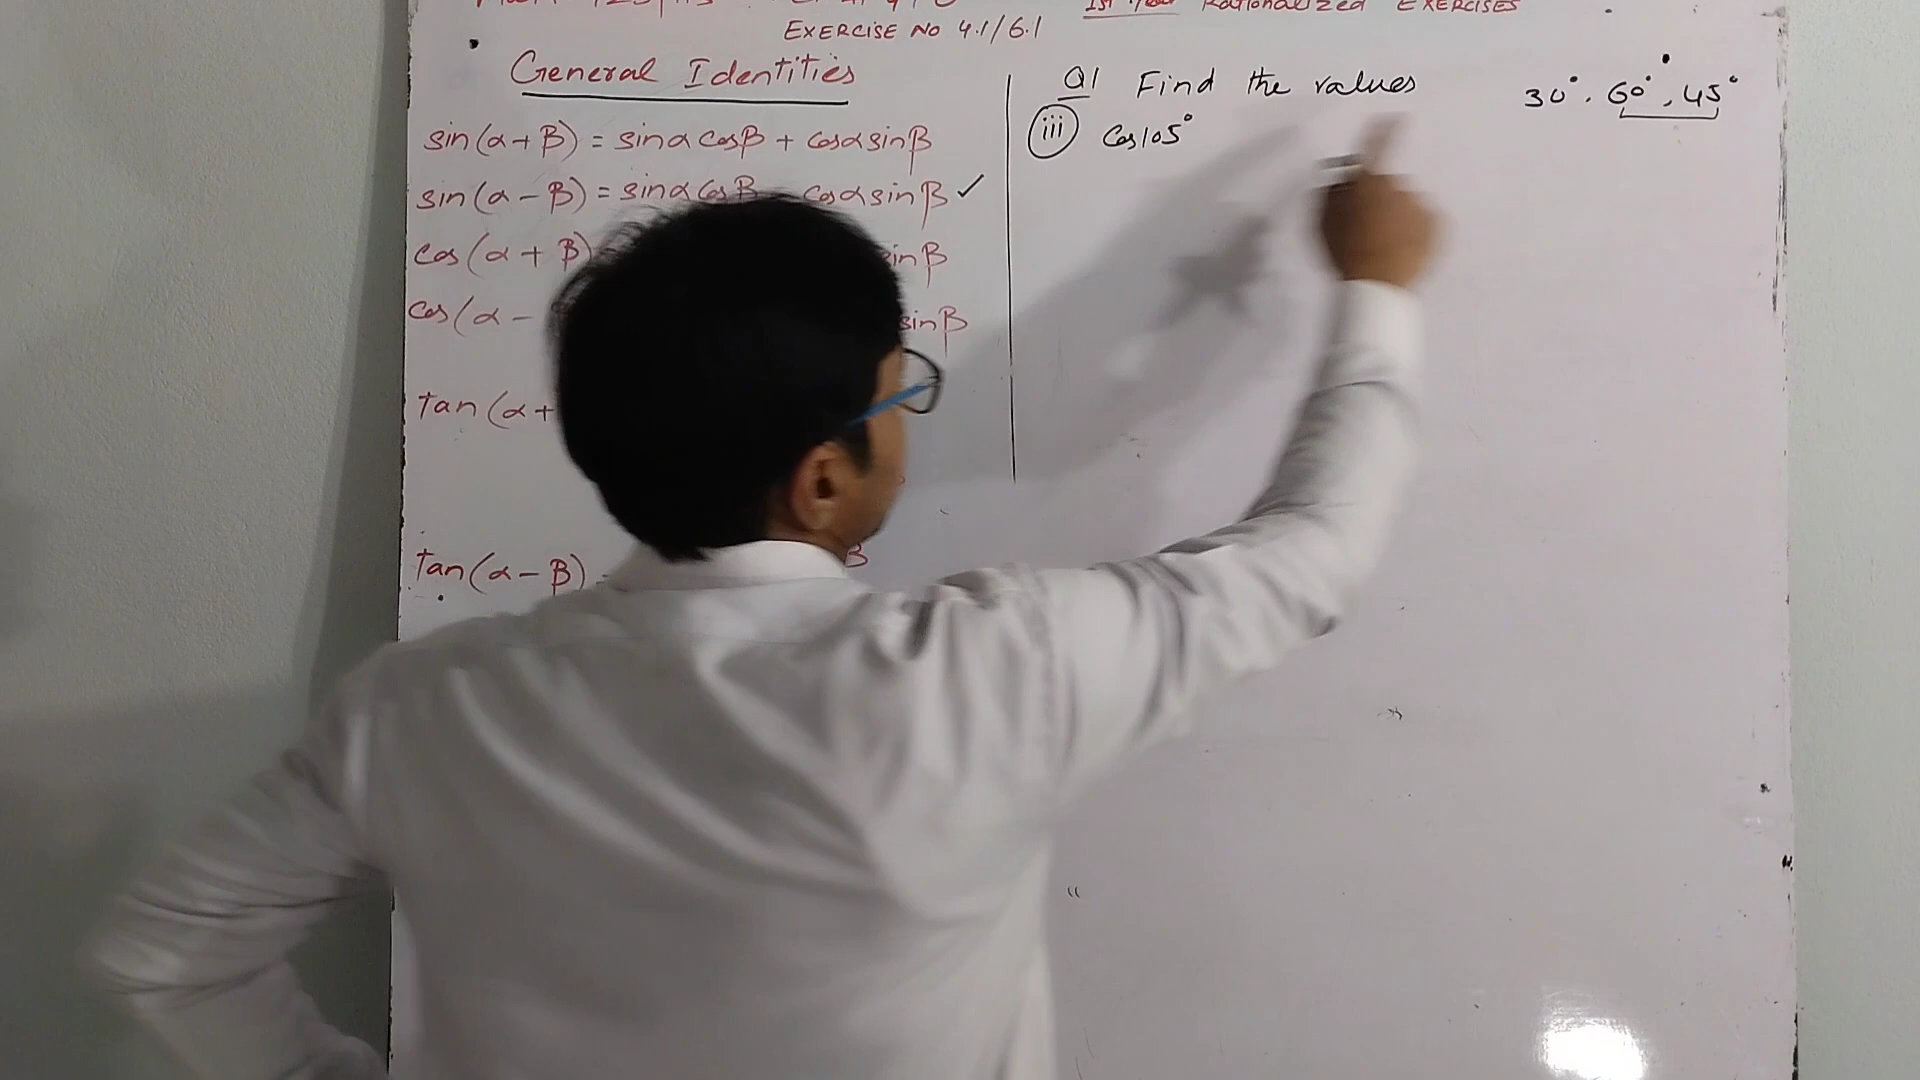 1st Year Rationalized EXERCISES
EXERCISE NO 4.1/6.1
General Identities
sin(α+β) = sinα cosβ + cosα sinβ
sin(α-β) = sinα cosβ - cosα sinβ ✓
cos(α+β) sinβ
cos(α- sinβ
tan(α+
tan(α-β) = β
Q1 Find the values
30°, 60°, 45°
iii cos105°